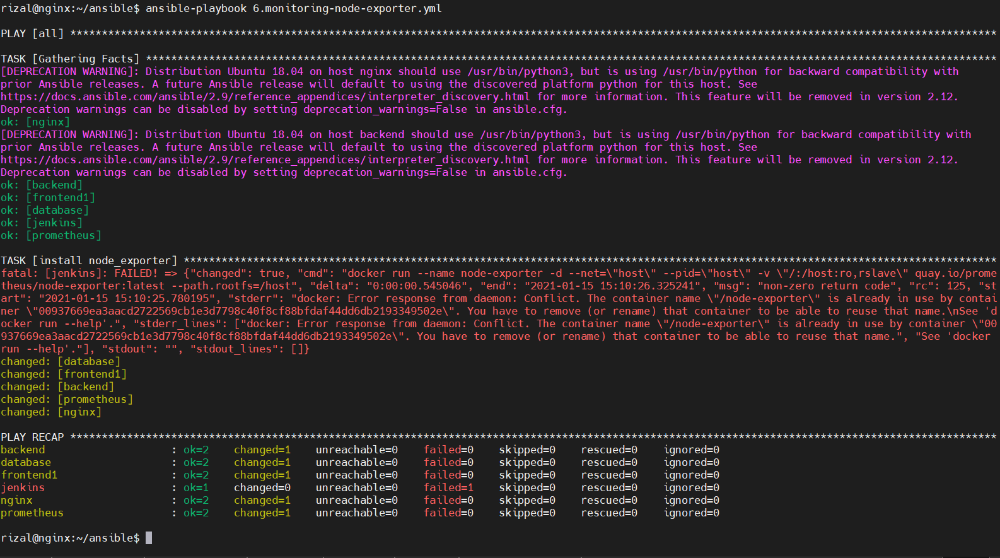 rizal@nginx:~/ansible$ ansible-playbook 6.monitoring-node-exporter.yml
PLAY [all] ***************************************************************************************************************************************************
TASK [Gathering Facts] ***************************************************************************************************************************************
[DEPRECATION WARNING]: Distribution Ubuntu 18.04 on host nginx should use /usr/bin/python3, but is using /usr/bin/python for backward compatibility with
prior Ansible releases. A future Ansible release will default to using the discovered platform python for this host. See
https://docs.ansible.com/ansible/2.9/reference_appendices/interpreter_discovery.html for more information. This feature will be removed in version 2.12.
Deprecation warnings can be disabled by setting deprecation_warnings=False in ansible.cfg.
ok: [nginx]
[DEPRECATION WARNING]: Distribution Ubuntu 18.04 on host backend should use /usr/bin/python3, but is using /usr/bin/python for backward compatibility with
prior Ansible releases. A future Ansible release will default to using the discovered platform python for this host. See
https://docs.ansible.com/ansible/2.9/reference_appendices/interpreter_discovery.html for more information. This feature will be removed in version 2.12.
Deprecation warnings can be disabled by setting deprecation_warnings=False in ansible.cfg.
ok: [backend]
ok: [frontend1]
ok: [database]
ok: [jenkins]
ok: [prometheus]
TASK [install node_exporter] *********************************************************************************************************************************
fatal: [jenkins]: FAILED! => {"changed": true, "cmd": "docker run --name node-exporter -d --net=\"host\" --pid=\"host\" -v \"/:/host:ro,rslave\" quay.io/prome
theus/node-exporter:latest --path.rootfs=/host", "delta": "0:00:00.545046", "end": "2021-01-15 15:10:26.325241", "msg": "non-zero return code", "rc": 125, "st
art": "2021-01-15 15:10:25.780195", "stderr": "docker: Error response from daemon: Conflict. The container name \"/node-exporter\" is already in use by contai
ner \"00937669ea3aacd2722569cb1e3d7798c40f8cf88bfdaf44dd6db2193349502e\". You have to remove (or rename) that container to be able to reuse that name.\nSee 'd
ocker run --help'.", "stderr_lines": ["docker: Error response from daemon: Conflict. The container name \"/node-exporter\" is already in use by container \"00
937669ea3aacd2722569cb1e3d7798c40f8cf88bfdaf44dd6db2193349502e\". You have to remove (or rename) that container to be able to reuse that name.", "See 'docker
run --help'."], "stdout": "", "stdout_lines": []}
changed: [database]
changed: [frontend1]
changed: [backend]
changed: [prometheus]
changed: [nginx]
PLAY RECAP ***************************************************************************************************************************************************
backend : ok=2 changed=1 unreachable=0 failed=0 skipped=0 rescued=0 ignored=0
database : ok=2 changed=1 unreachable=0 failed=0 skipped=0 rescued=0 ignored=0
frontend1 : ok=2 changed=1 unreachable=0 failed=0 skipped=0 rescued=0 ignored=0
jenkins : ok=1 changed=0 unreachable=0 failed=1 skipped=0 rescued=0 ignored=0
nginx : ok=2 changed=1 unreachable=0 failed=0 skipped=0 rescued=0 ignored=0
prometheus : ok=2 changed=1 unreachable=0 failed=0 skipped=0 rescued=0 ignored=0
rizal@nginx:~/ansible$